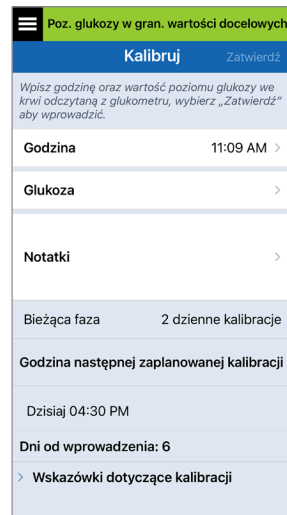 Poz. glukozy w gran. wartości docelowych
Kalibruj Zatwierdź
Wpisz godzinę oraz wartość poziomu glukozy we
krwi odczytaną z glukometru, wybierz „Zatwierdź”
aby wprowadzić.
Godzina 11:09 AM >
Glukoza >
Notatki >
Bieżąca faza 2 dzienne kalibracje
Godzina następnej zaplanowanej kalibracji
Dzisiaj 04:30 PM
Dni od wprowadzenia: 6
> Wskazówki dotyczące kalibracji